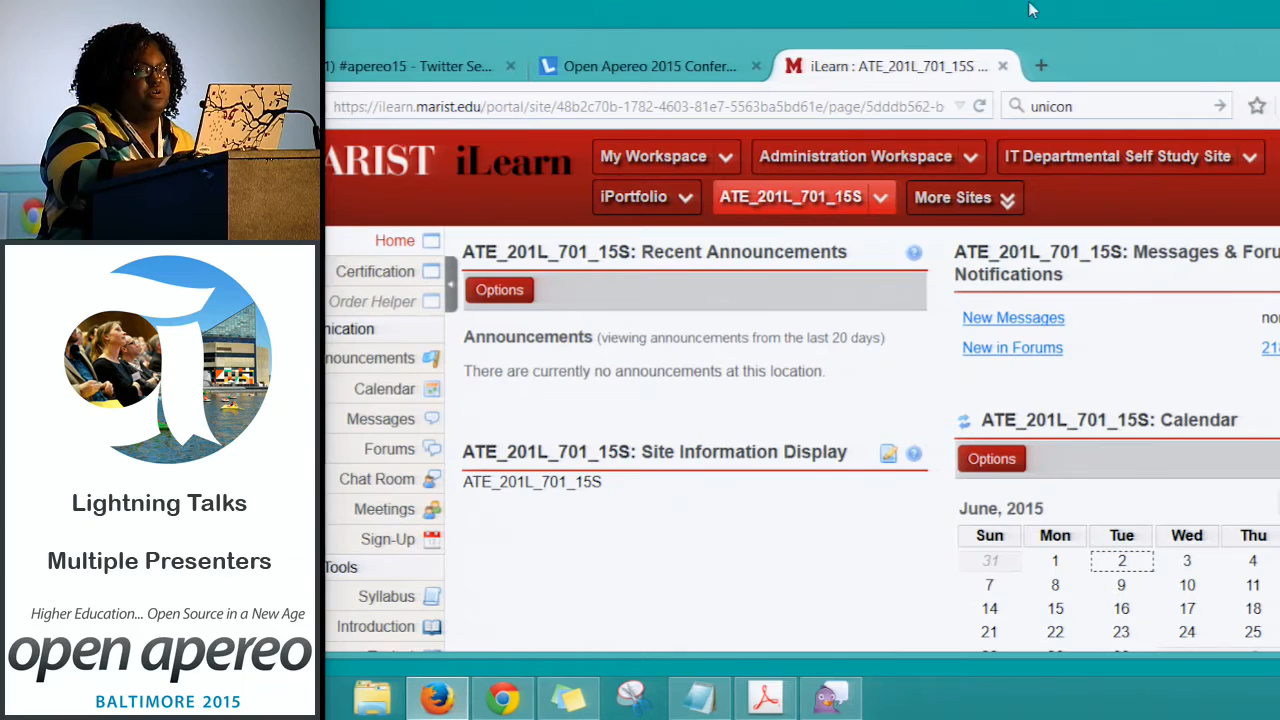 1) #apereo15 - Twitter Se...
Open Apereo 2015 Confer...
iLearn : ATE_201L_701_15S ...
https://ilearn.marist.edu/portal/site/48b2c70b-1782-4603-81e7-5563ba5bd61e/page/5dddb562-b
unicon
MARIST iLearn
My Workspace
Administration Workspace
IT Departmental Self Study Site
iPortfolio
ATE_201L_701_15S
More Sites
Home
Certification
Order Helper
nication
nouncements
Calendar
Messages
Forums
Chat Room
Meetings
Sign-Up
Tools
Syllabus
Introduction
ATE_201L_701_15S: Recent Announcements
Options
Announcements (viewing announcements from the last 20 days)
There are currently no announcements at this location.
ATE_201L_701_15S: Site Information Display
ATE_201L_701_15S
ATE_201L_701_15S: Messages & Foru
Notifications
New Messages
nor
New in Forums
218
ATE_201L_701_15S: Calendar
Options
June, 2015
Sun Mon Tue Wed Thu
31 1 2 3 4
7 8 9 10 11
14 15 16 17 18
21 22 23 24 25
Lightning Talks
Multiple Presenters
Higher Education... Open Source in a New Age
open apereo
BALTIMORE 2015